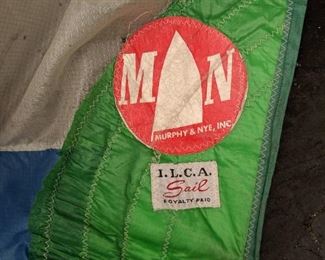 M N
MURPHY & NYE, INC.
I.L.C.A.
Sail
ROYALTY PAID